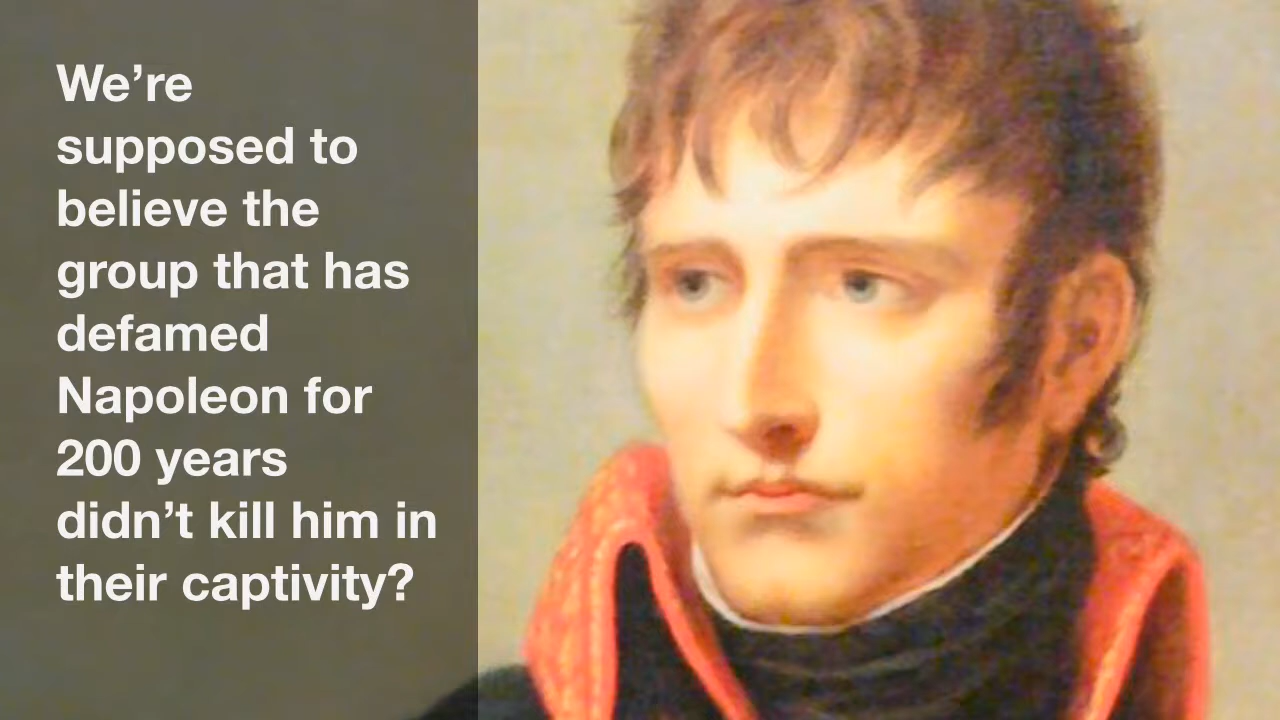 We’re
supposed to
believe the
group that has
defamed
Napoleon for
200 years
didn’t kill him in
their captivity?